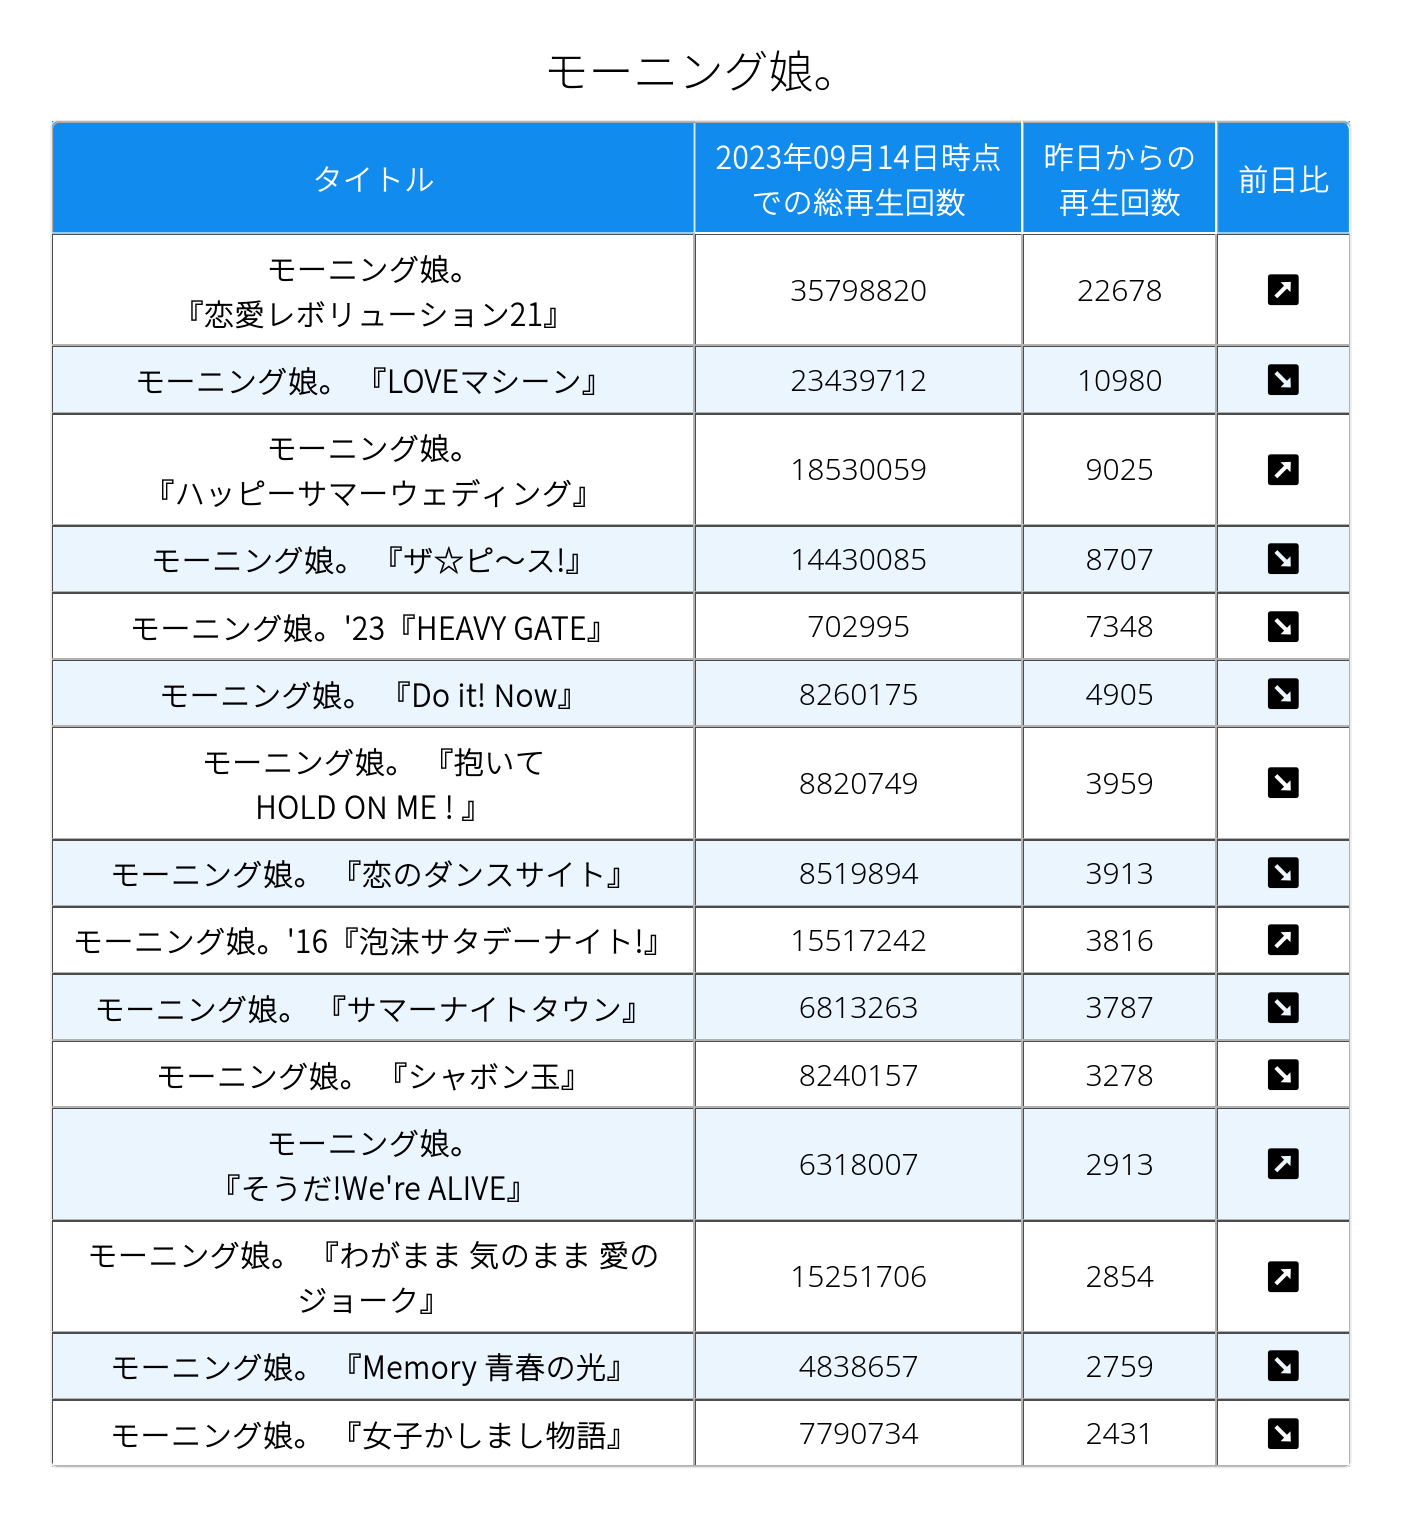 モーニング娘。
タイトル
2023年09月14日時点
での総再生回数
昨日からの
再生回数
前日比
モーニング娘。
『恋愛レボリューション21』
35798820
22678
モーニング娘。 『LOVEマシーン』
23439712
10980
モーニング娘。
『ハッピーサマーウェディング』
18530059
9025
モーニング娘。 『ザ☆ピ～ス!』
14430085
8707
モーニング娘。'23『HEAVY GATE』
702995
7348
モーニング娘。 『Do it! Now』
8260175
4905
モーニング娘。 『抱いて
HOLD ON ME ! 』
8820749
3959
モーニング娘。 『恋のダンスサイト』
8519894
3913
モーニング娘。'16『泡沫サタデーナイト!』
15517242
3816
モーニング娘。 『サマーナイトタウン』
6813263
3787
モーニング娘。 『シャボン玉』
8240157
3278
モーニング娘。
『そうだ!We're ALIVE』
6318007
2913
モーニング娘。 『わがまま 気のまま 愛の
ジョーク』
15251706
2854
モーニング娘。 『Memory 青春の光』
4838657
2759
モーニング娘。 『女子かしまし物語』
7790734
2431